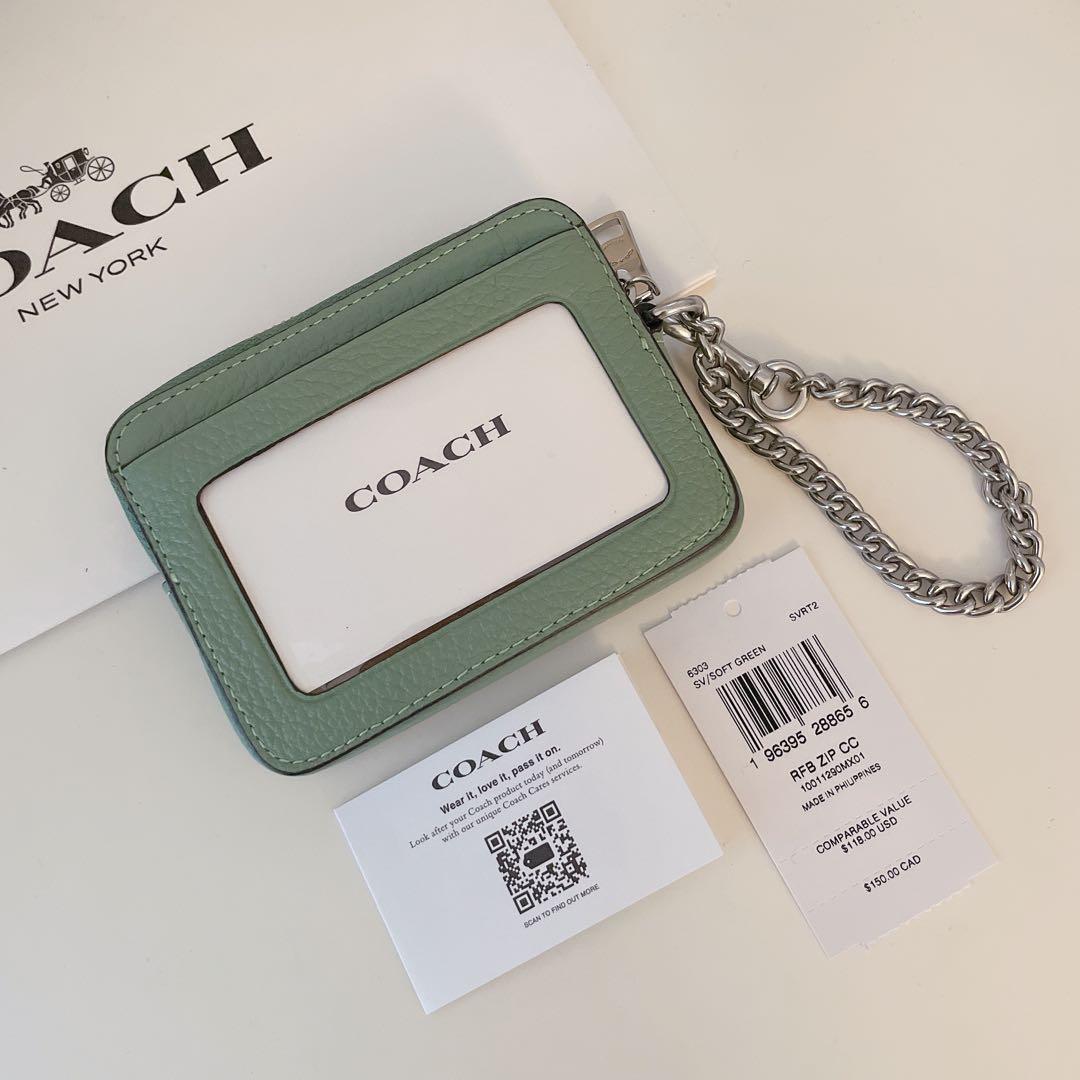 COACH
NEW YORK
COACH
COACH
Wear it, love it, pass it on.
Look after your Coach product today (and tomorrow)
with our unique Coach Cares services.
SCAN TO FIND OUT MORE
SVRT2
6303
SV/SOFT GREEN
1 96395 28865 6
RFB ZIP CC
10011290MX01
MADE IN PHILIPPINES
COMPARABLE VALUE
$118.00 USD
$150.00 CAD